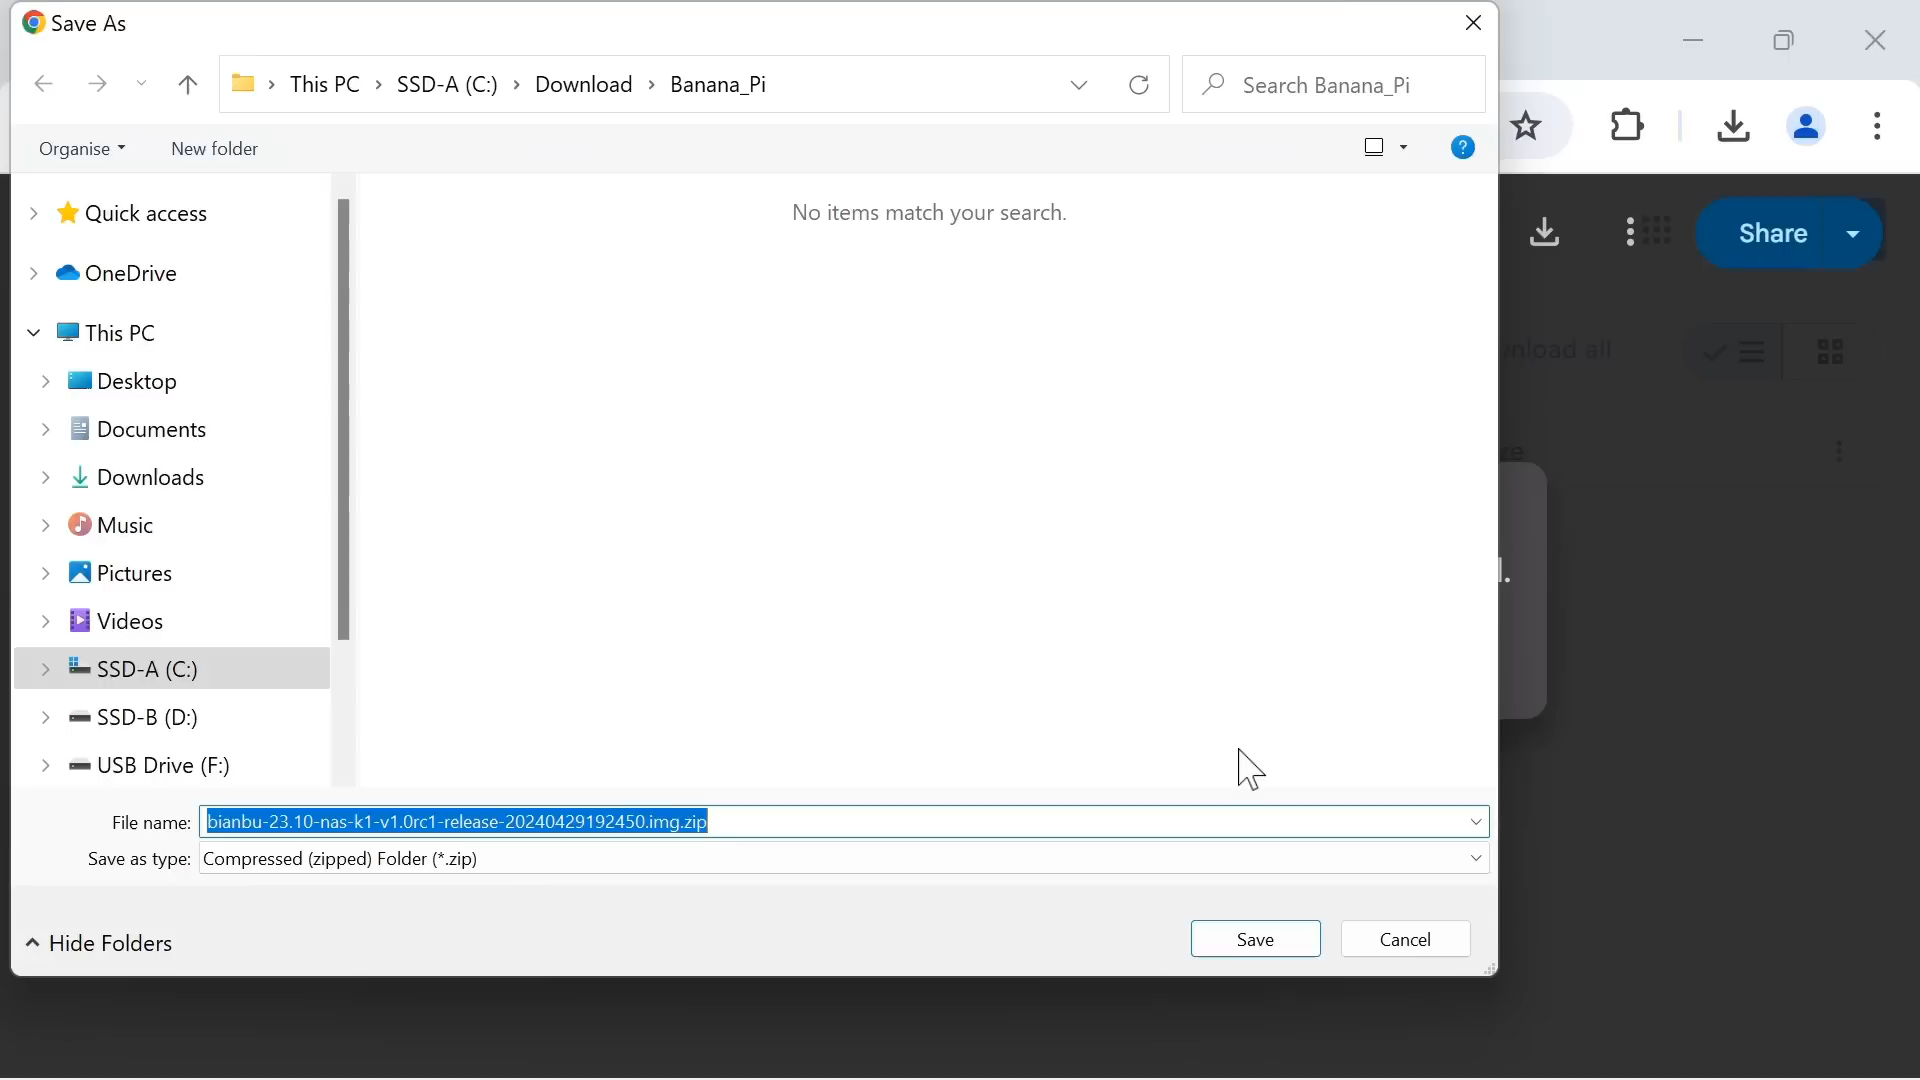 Save As
This PC > SSD-A (C:) > Download > Banana_Pi
Search Banana_Pi
Organise
New folder
?
Quick access
No items match your search.
Share
OneDrive
This PC
nload all
Desktop
Documents
Downloads
Music
Pictures
Videos
SSD-A (C:)
SSD-B (D:)
USB Drive (F:)
File name: bianbu-23.10-nas-k1-v1.0rc1-release-20240429192450.img.zip
Save as type: Compressed (zipped) Folder (*.zip)
Hide Folders
Save
Cancel